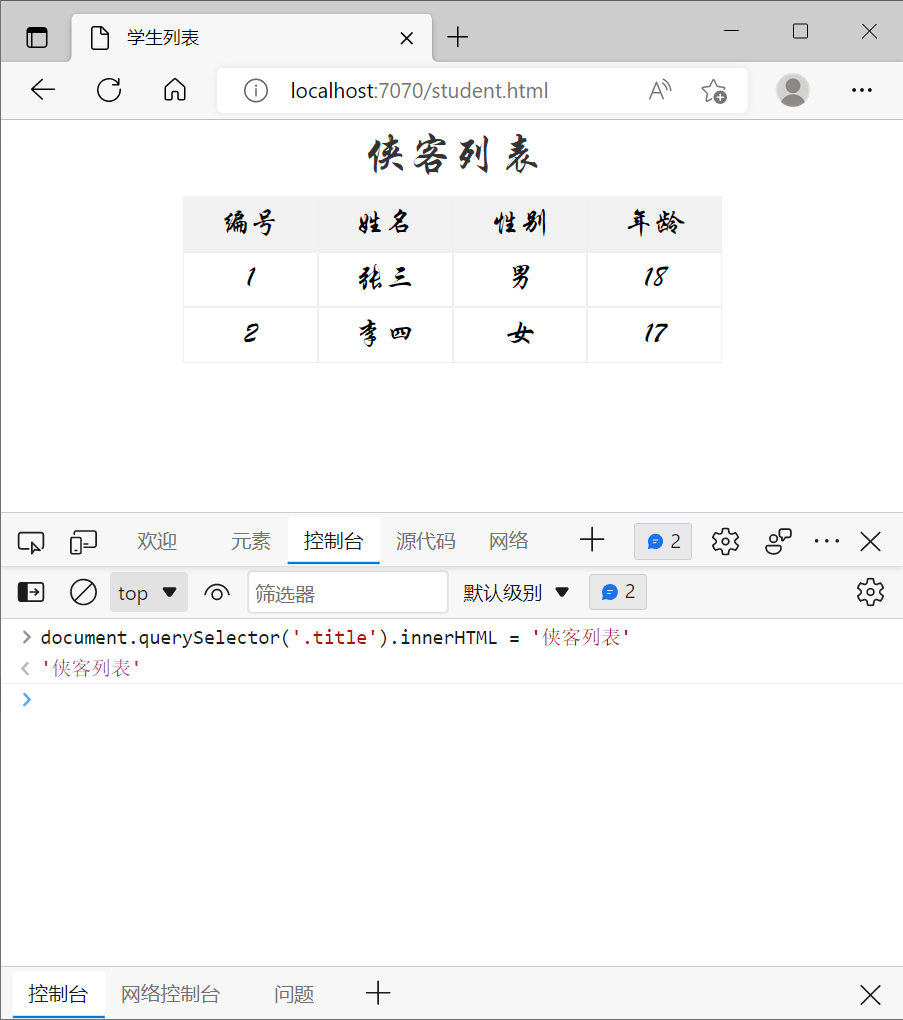 学生列表
localhost:7070/student.html
侠客列表
编号 姓名 性别 年龄
1 张三 男 18
2 李四 女 17
欢迎 元素 控制台 源代码 网络 2
top 筛选器 默认级别 2
document.querySelector('.title').innerHTML = '侠客列表'
'侠客列表'
控制台 网络控制台 问题